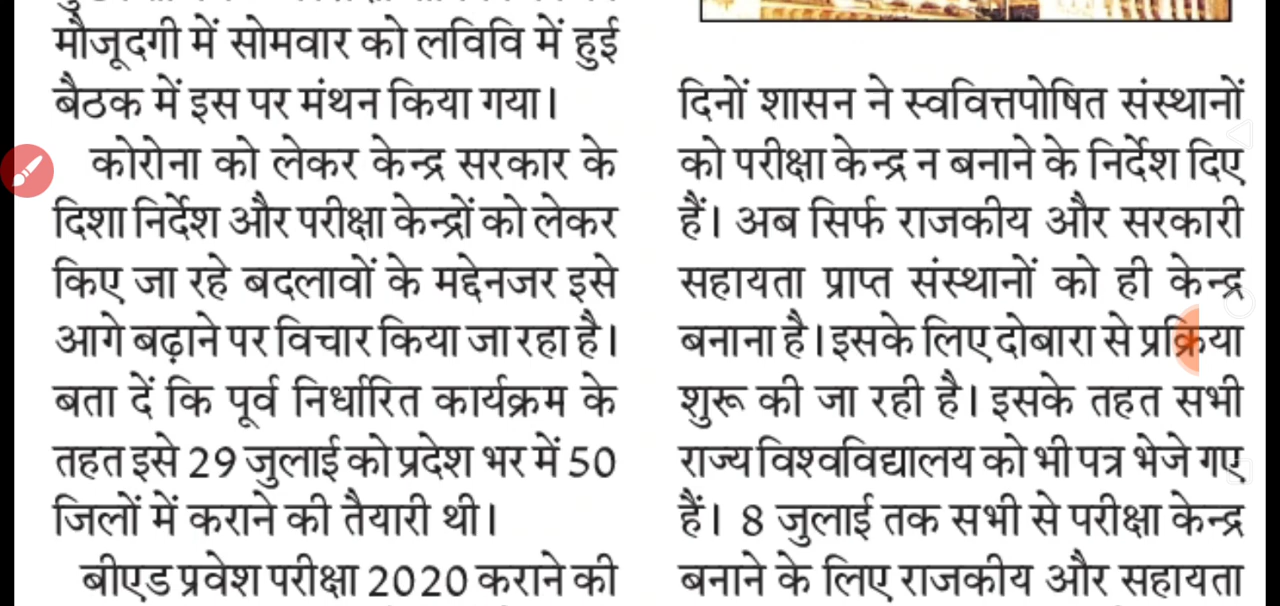 मौजूदगी में सोमवार को लविवि में हुई
बैठक में इस पर मंथन किया गया।
कोरोना को लेकर केन्द्र सरकार के
दिशा निर्देश और परीक्षा केन्द्रों को लेकर
किए जा रहे बदलावों के मद्देनजर इसे
आगे बढ़ाने पर विचार किया जा रहा है।
बता दें कि पूर्व निर्धारित कार्यक्रम के
तहत इसे 29 जुलाई को प्रदेश भर में 50
जिलों में कराने की तैयारी थी।
बीएड प्रवेश परीक्षा 2020 कराने की
दिनों शासन ने स्ववित्तपोषित संस्थानों
को परीक्षा केन्द्र न बनाने के निर्देश दिए
हैं। अब सिर्फ राजकीय और सरकारी
सहायता प्राप्त संस्थानों को ही केन्द्र
बनाना है। इसके लिए दोबारा से प्रक्रिया
शुरू की जा रही है। इसके तहत सभी
राज्य विश्वविद्यालय को भी पत्र भेजे गए
हैं। 8 जुलाई तक सभी से परीक्षा केन्द्र
बनाने के लिए राजकीय और सहायता